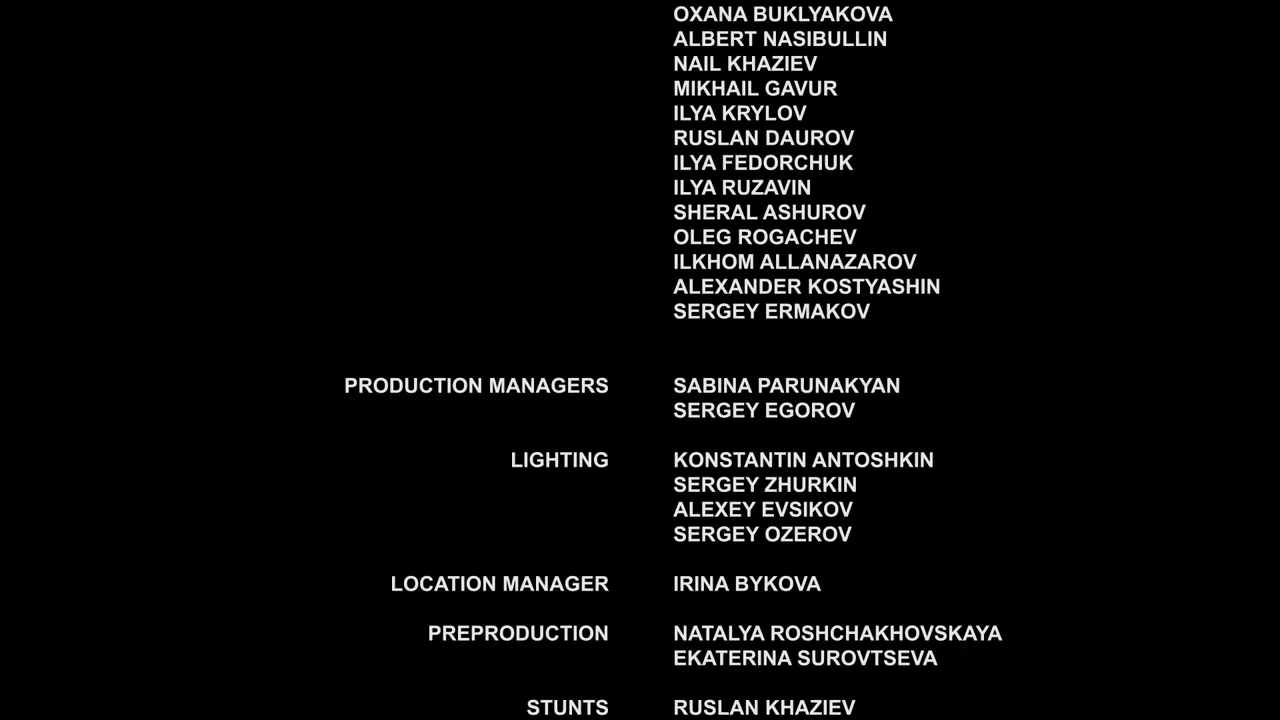 OXANA BUKLYAKOVA
ALBERT NASIBULLIN
NAIL KHAZIEV
MIKHAIL GAVUR
ILYA KRYLOV
RUSLAN DAUROV
ILYA FEDORCHUK
ILYA RUZAVIN
SHERAL ASHUROV
OLEG ROGACHEV
ILKHOM ALLANAZAROV
ALEXANDER KOSTYASHIN
SERGEY ERMAKOV
PRODUCTION MANAGERS SABINA PARUNAKYAN
SERGEY EGOROV
LIGHTING KONSTANTIN ANTOSHKIN
SERGEY ZHURKIN
ALEXEY EVSIKOV
SERGEY OZEROV
LOCATION MANAGER IRINA BYKOVA
PREPRODUCTION NATALYA ROSHCHAKHOVSKAYA
EKATERINA SUROVTSEVA
STUNTS RUSLAN KHAZIEV